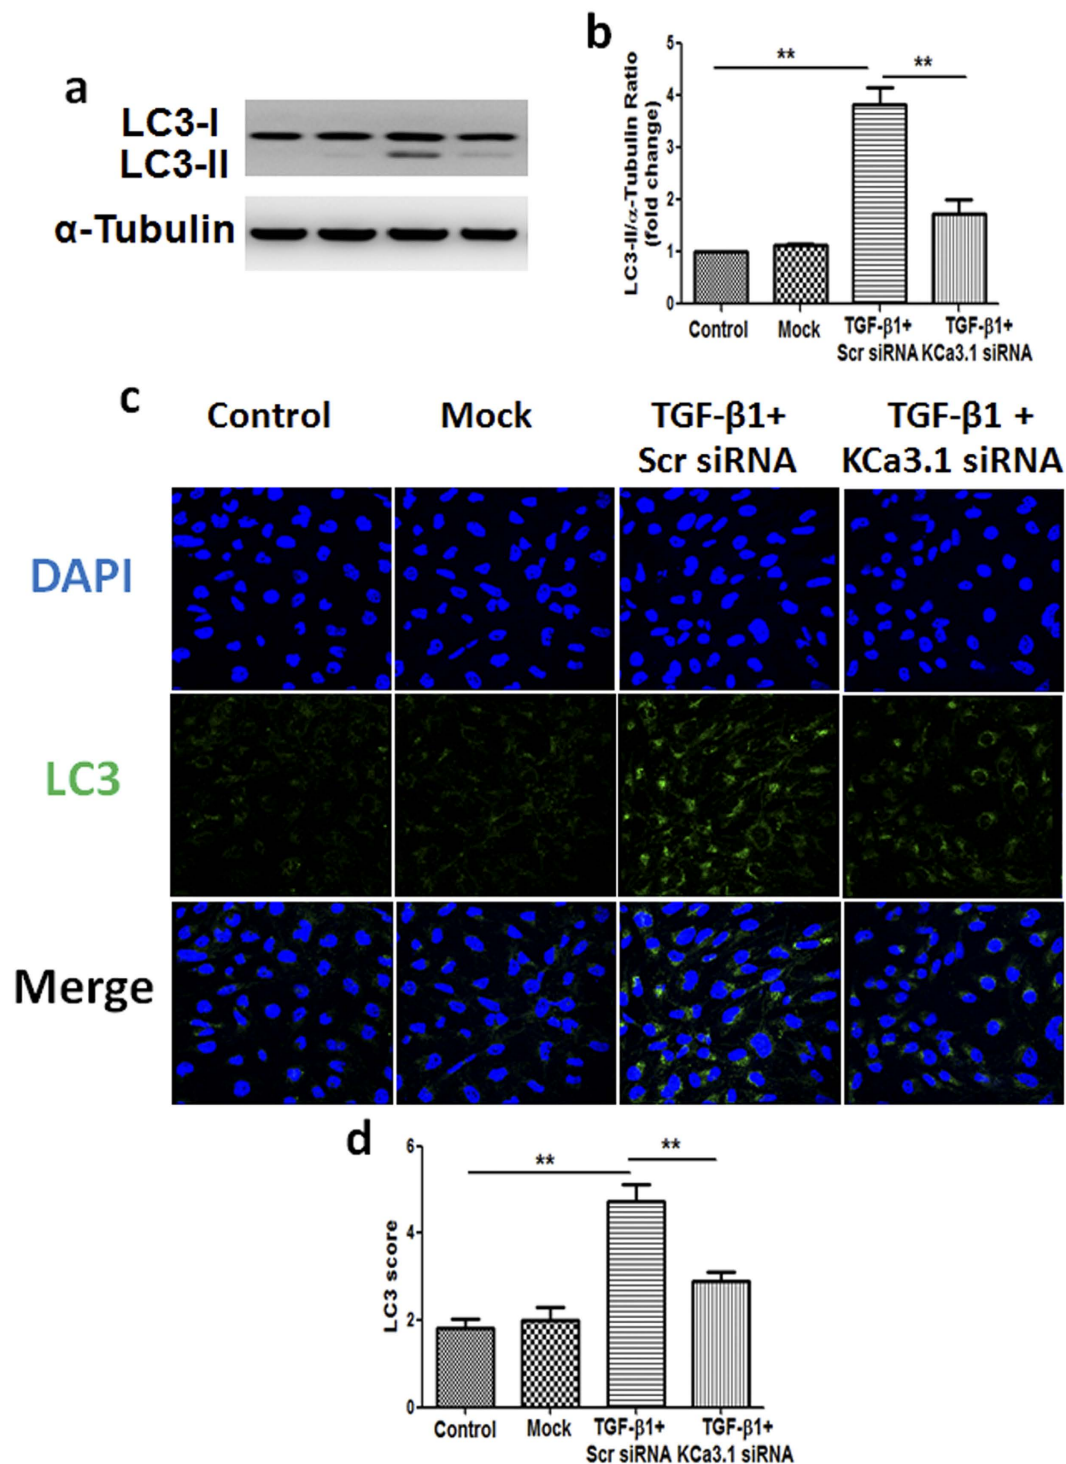 a
LC3-I
LC3-II
α-Tubulin
b
LC3-II/α-Tubulin Ratio
(fold change)
5
4
3
2
1
0
**
**
Control
Mock
TGF-β1+
Scr siRNA
TGF-β1+
KCa3.1 siRNA
c
Control
Mock
TGF-β1+
Scr siRNA
TGF-β1 +
KCa3.1 siRNA
DAPI
LC3
Merge
d
LC3 score
6
4
2
0
**
**
Control
Mock
TGF-β1+
Scr siRNA
TGF-β1+
KCa3.1 siRNA